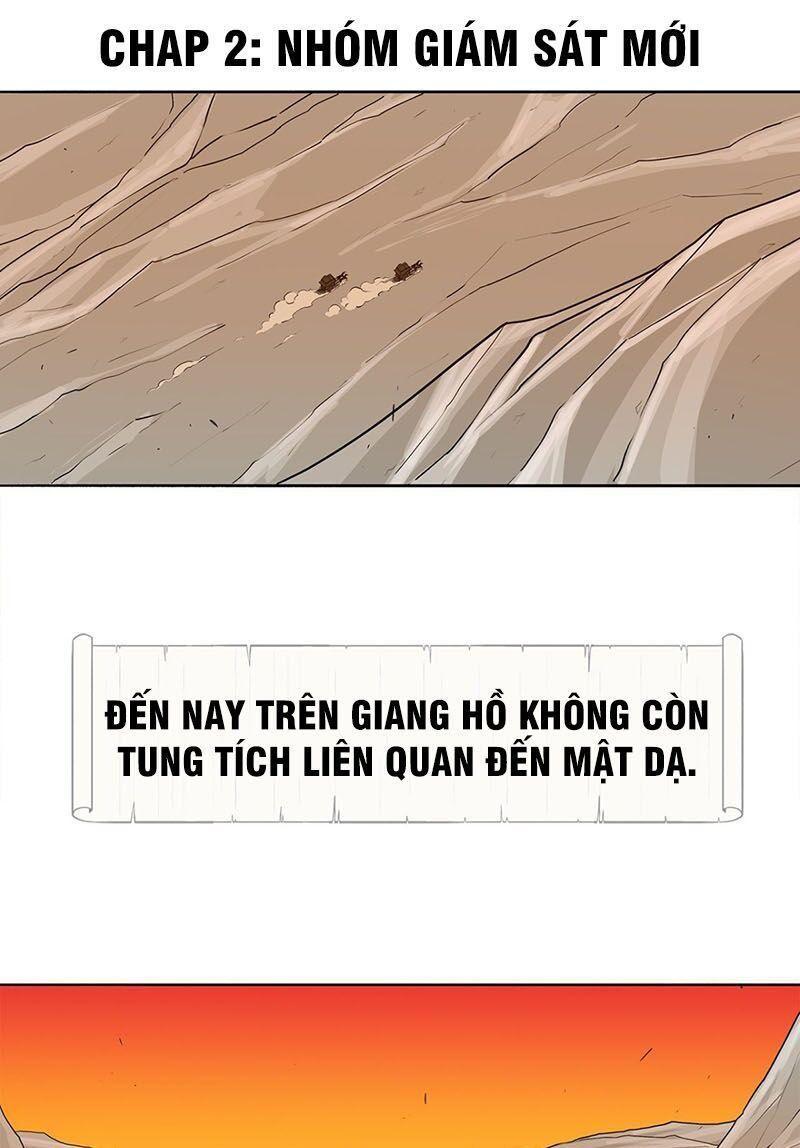 CHAP 2: NHÓM GIÁM SÁT MỚI
ĐẾN NAY TRÊN GIANG HỒ KHÔNG CÒN
TUNG TÍCH LIÊN QUAN ĐẾN MẬT DẠ.